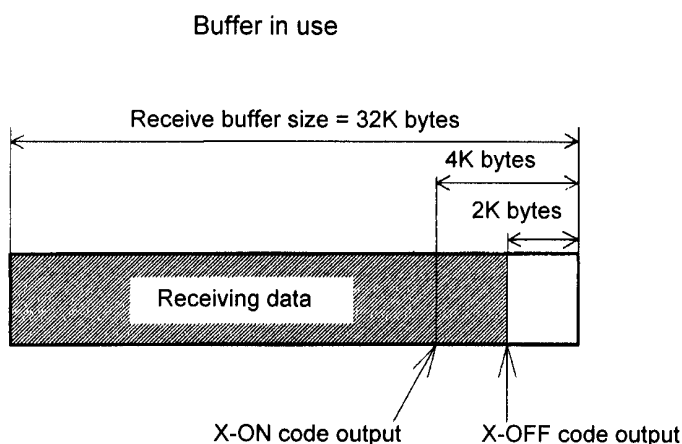 Buffer in use
Receive buffer size = 32K bytes
4K bytes
2K bytes
Receiving data
X-ON code output
X-OFF code output